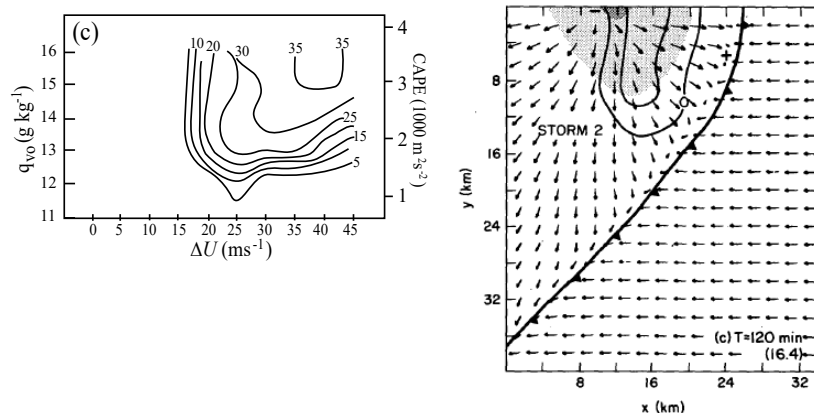 (c)
10 20 30 35 35
25
15
5
16
15
14
13
12
11
q_vo (g kg⁻¹)
4
3
2
1
CAPE (1000 m² s⁻²)
0 5 10 15 20 25 30 35 40 45
ΔU (ms⁻¹)
−
+
0
STORM 2
8
16
24
32
y (km)
(c) T=120 min
(16.4)
8 16 24 32
x (km)